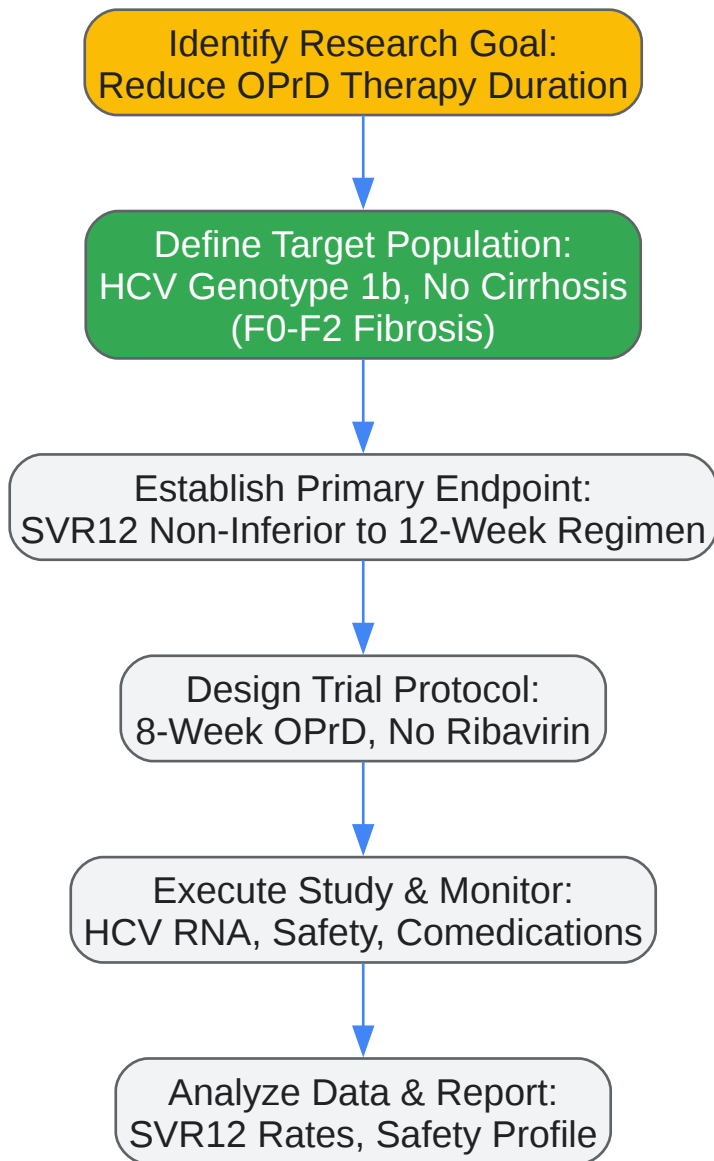 Identify Research Goal:
Reduce OPrD Therapy Duration
Define Target Population:
HCV Genotype 1b, No Cirrhosis
(F0-F2 Fibrosis)
Establish Primary Endpoint:
SVR12 Non-Inferior to 12-Week Regimen
Design Trial Protocol:
8-Week OPrD, No Ribavirin
Execute Study & Monitor:
HCV RNA, Safety, Comedications
Analyze Data & Report:
SVR12 Rates, Safety Profile